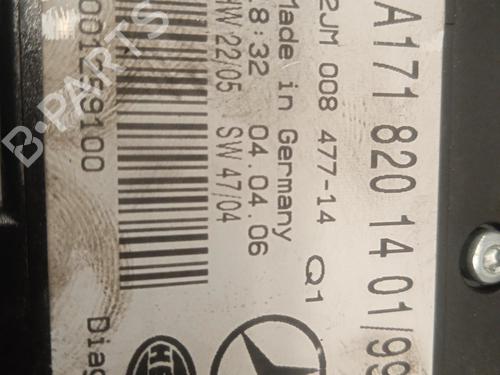 A171 820 14 01/99
2JM 008 477-14 Q1
Made in Germany
8:32 04.04.06
HW 22/05 SW 47/04
001269100
Diag
B-PARTS